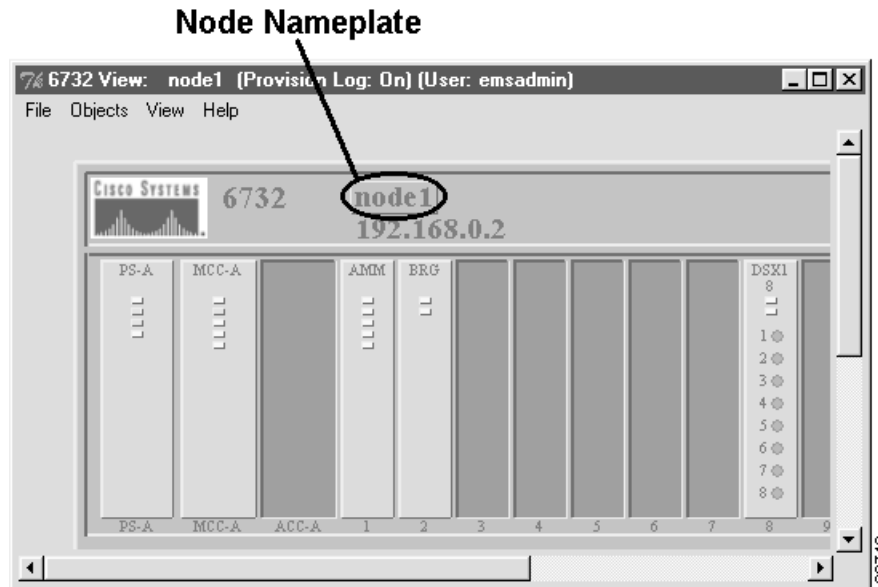 Node Nameplate
6732 View: node1 (Provision Log: On) (User: emsadmin)
File Objects View Help
CISCO SYSTEMS
6732
node1
192.168.0.2
PS-A MCC-A AMM BRG DSX1
8
1
2
3
4
5
6
7
8
PS-A MCC-A ACC-A 1 2 3 4 5 6 7 8 9